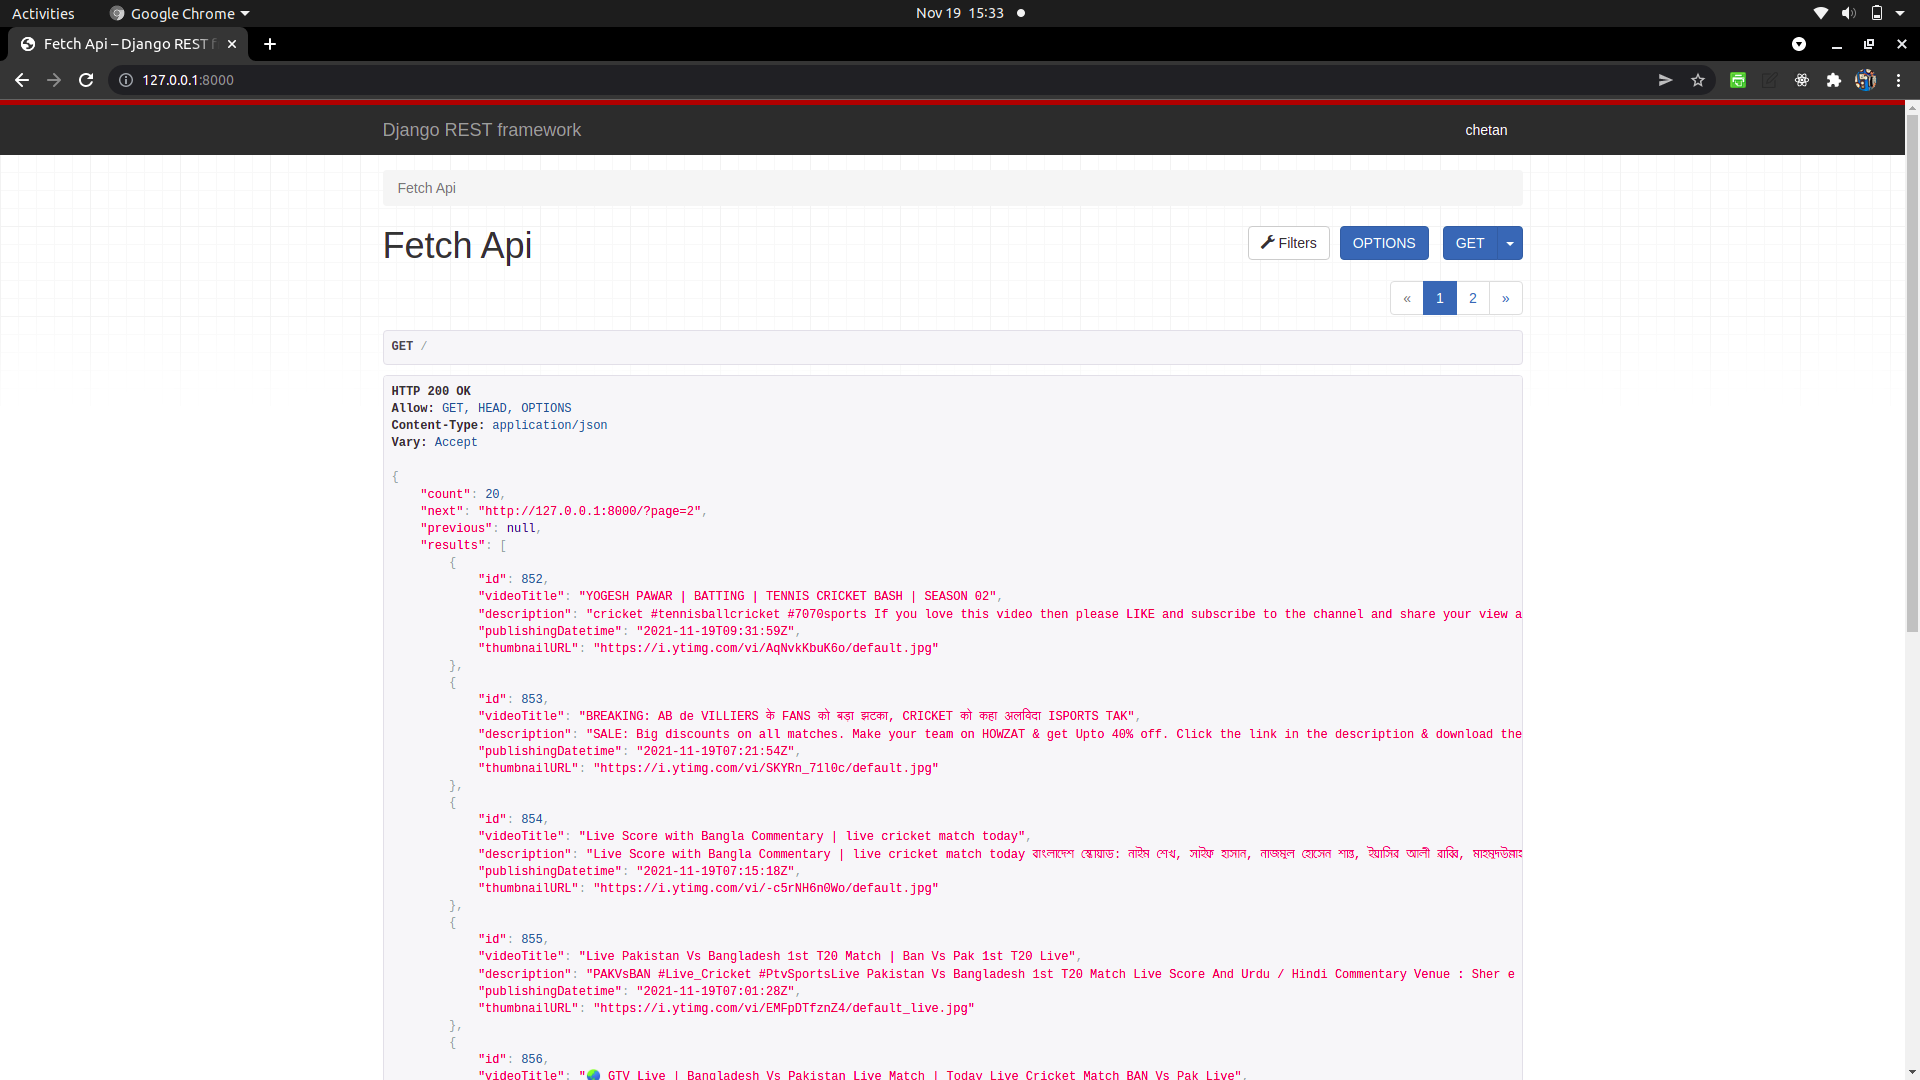 Activities Google Chrome Nov 19 15:33
Fetch Api – Django REST f
127.0.0.1:8000
Django REST framework chetan
Fetch Api
Fetch Api Filters OPTIONS GET
« 1 2 »
GET /
HTTP 200 OK
Allow: GET, HEAD, OPTIONS
Content-Type: application/json
Vary: Accept
{
"count": 20,
"next": "http://127.0.0.1:8000/?page=2",
"previous": null,
"results": [
{
"id": 852,
"videoTitle": "YOGESH PAWAR | BATTING | TENNIS CRICKET BASH | SEASON 02",
"description": "cricket #tennisballcricket #7070sports If you love this video then please LIKE and subscribe to the channel and share your view a
"publishingDatetime": "2021-11-19T09:31:59Z",
"thumbnailURL": "https://i.ytimg.com/vi/AqNvkKbuK6o/default.jpg"
},
{
"id": 853,
"videoTitle": "BREAKING: AB de VILLIERS के FANS को बड़ा झटका, CRICKET को कहा अलविदा ISPORTS TAK",
"description": "SALE: Big discounts on all matches. Make your team on HOWZAT & get Upto 40% off. Click the link in the description & download the
"publishingDatetime": "2021-11-19T07:21:54Z",
"thumbnailURL": "https://i.ytimg.com/vi/SKYRn_71l0c/default.jpg"
},
{
"id": 854,
"videoTitle": "Live Score with Bangla Commentary | live cricket match today",
"description": "Live Score with Bangla Commentary | live cricket match today বাংলাদেশ স্কোয়াড: নাইম শেখ, সাইফ হাসান, নাজমুল হোসেন শান্ত, ইয়াসির আলী রাব্বি, মাহমুদউল্লাহ
"publishingDatetime": "2021-11-19T07:15:18Z",
"thumbnailURL": "https://i.ytimg.com/vi/-c5rNH6n0Wo/default.jpg"
},
{
"id": 855,
"videoTitle": "Live Pakistan Vs Bangladesh 1st T20 Match | Ban Vs Pak 1st T20 Live",
"description": "PAKVsBAN #Live_Cricket #PtvSportsLive Pakistan Vs Bangladesh 1st T20 Match Live Score And Urdu / Hindi Commentary Venue : Sher e
"publishingDatetime": "2021-11-19T07:01:28Z",
"thumbnailURL": "https://i.ytimg.com/vi/EMFpDTfznZ4/default_live.jpg"
},
{
"id": 856,
"videoTitle": "🌏 GTV Live | Bangladesh Vs Pakistan Live Match | Today Live Cricket Match BAN Vs Pak Live",